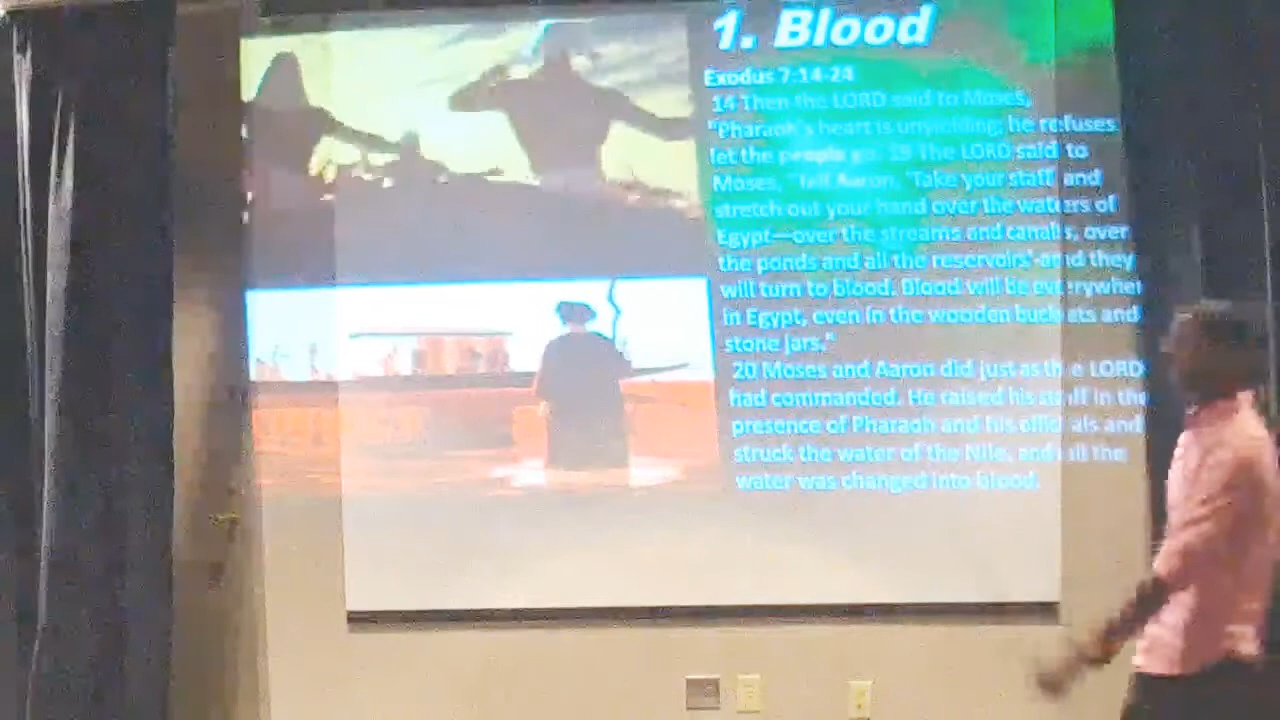 1. Blood
Exodus 7:14-24
14 Then the LORD said to Moses,
"Pharaoh's heart is unyielding; he refuses
let the people go. 19 The LORD said to
Moses, "Tell Aaron, 'Take your staff and
stretch out your hand over the waters of
Egypt—over the streams and canals, over
the ponds and all the reservoirs'-and they
will turn to blood. Blood will be everywher
in Egypt, even in the wooden buckets and
stone jars."
20 Moses and Aaron did just as the LORD
had commanded. He raised his staff in the
presence of Pharaoh and his officials and
struck the water of the Nile, and all the
water was changed into blood.